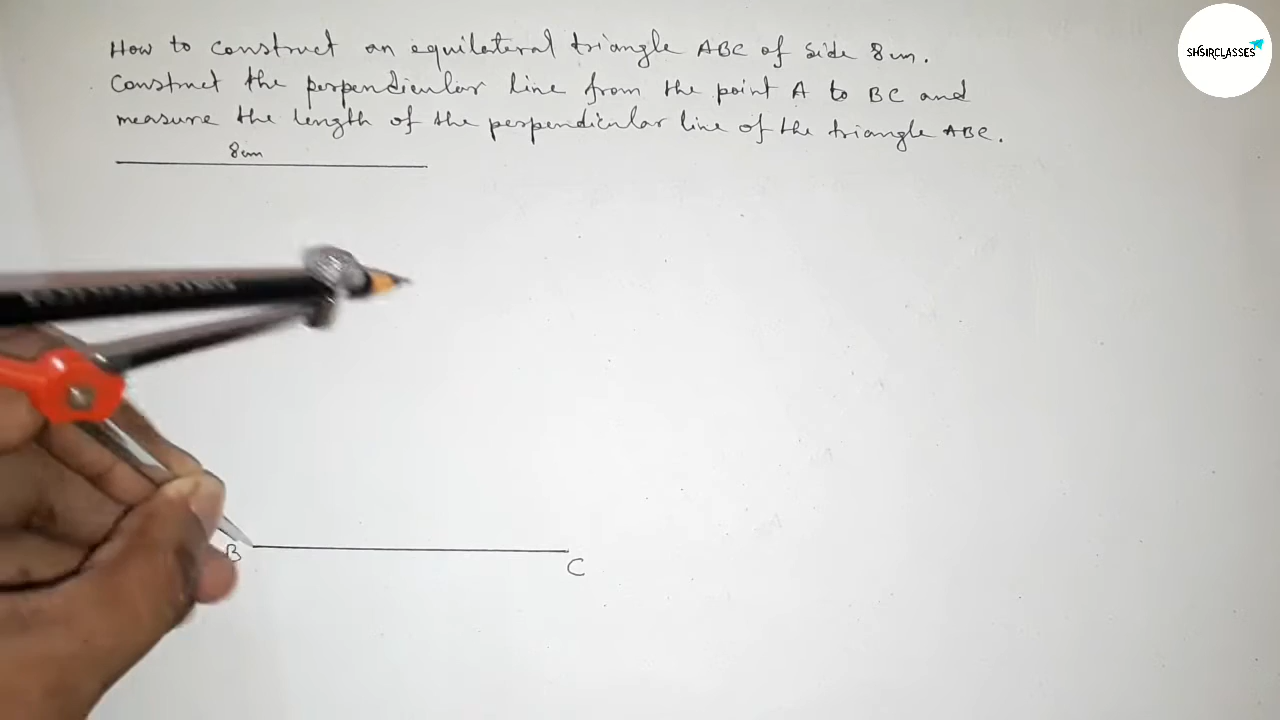 How to construct an equilateral triangle ABC of side 8cm.
Construct the perpendicular line from the point A to BC and
measure the length of the perpendicular line of the triangle ABC.
8cm
B
C
SHSIRCLASSES